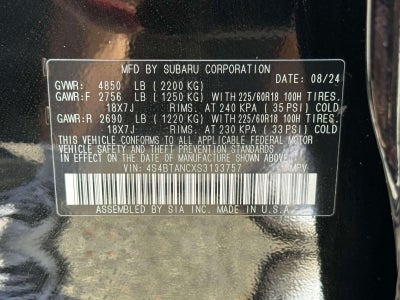 MFD BY SUBARU CORPORATION
DATE: 08/24
GVWR: 4850 LB (2200 KG)
GAWR:F 2756 LB (1250 KG) WITH 225/60R18 100H TIRES,
18X7J RIMS, AT 240 KPA ( 35 PSI) COLD
GAWR:R 2690 LB (1220 KG) WITH 225/60R18 100H TIRES,
18X7J RIMS, AT 230 KPA ( 33 PSI) COLD
THIS VEHICLE CONFORMS TO ALL APPLICABLE FEDERAL MOTOR
VEHICLE SAFETY, BUMPER, AND THEFT PREVENTION STANDARDS
IN EFFECT ON THE DATE OF MANUFACTURE SHOWN ABOVE.
VIN: 4S4BTANCXS3133757 MPV
ASSEMBLED BY SIA INC. MADE IN U.S.A.